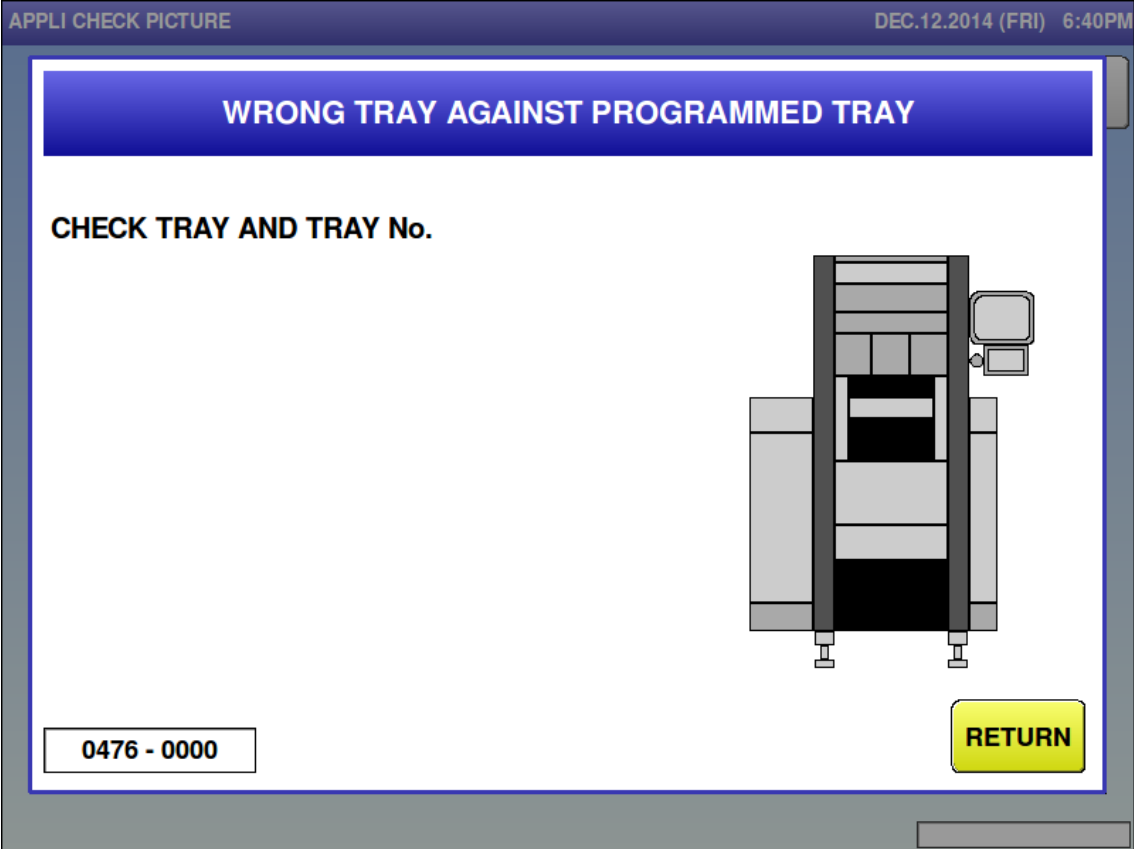 APPLI CHECK PICTURE DEC.12.2014 (FRI) 6:40PM
WRONG TRAY AGAINST PROGRAMMED TRAY
CHECK TRAY AND TRAY No.
0476 - 0000
RETURN